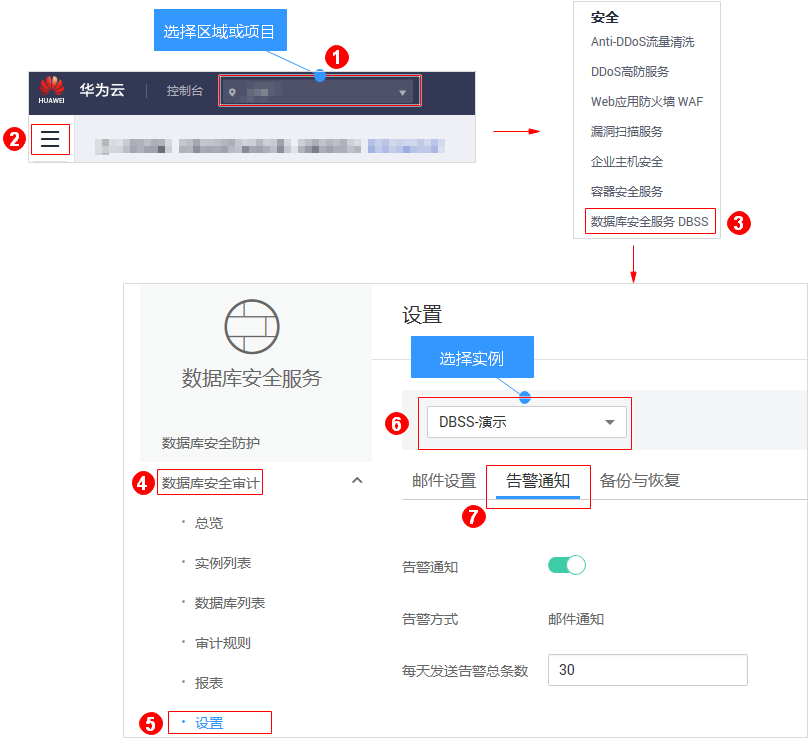 选择区域或项目
1
HUAWEI
华为云
控制台
2
安全
Anti-DDoS流量清洗
DDoS高防服务
Web应用防火墙 WAF
漏洞扫描服务
企业主机安全
容器安全服务
数据库安全服务 DBSS
3
数据库安全服务
数据库安全防护
4
数据库安全审计
总览
实例列表
数据库列表
审计规则
报表
5
设置
设置
选择实例
6
DBSS-演示
邮件设置
告警通知
备份与恢复
7
告警通知
告警方式
邮件通知
每天发送告警总条数
30